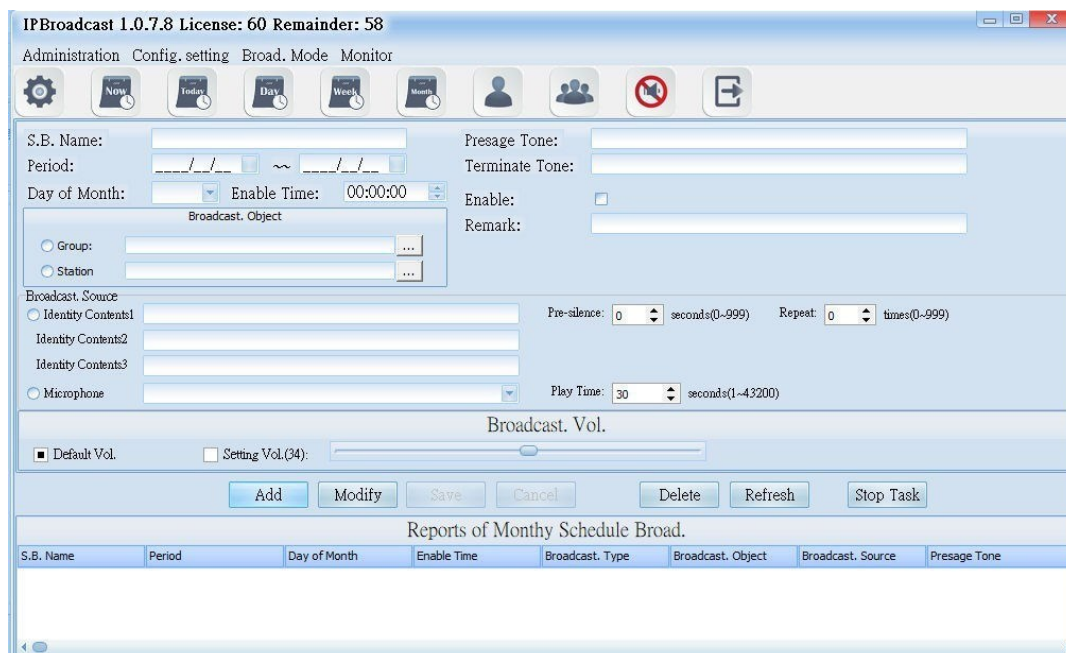 IPBroadcast 1.0.7.8 License: 60 Remainder: 58
Administration Config. setting Broad. Mode Monitor
Now Today Day Week Month
S.B. Name: Presage Tone:
Period: ____/__/__ ~~ ____/__/__ Terminate Tone:
Day of Month: Enable Time: 00:00:00 Enable:
Broadcast. Object Remark:
Group: ...
Station ...
Broadcast. Source
Identity Contents1 Pre-silence: 0 seconds(0~999) Repeat: 0 times(0~999)
Identity Contents2
Identity Contents3
Microphone Play Time: 30 seconds(1~43200)
Broadcast. Vol.
Default Vol. Setting Vol.(34):
Add Modify Save Cancel Delete Refresh Stop Task
Reports of Monthy Schedule Broad.
S.B. Name Period Day of Month Enable Time Broadcast. Type Broadcast. Object Broadcast. Source Presage Tone